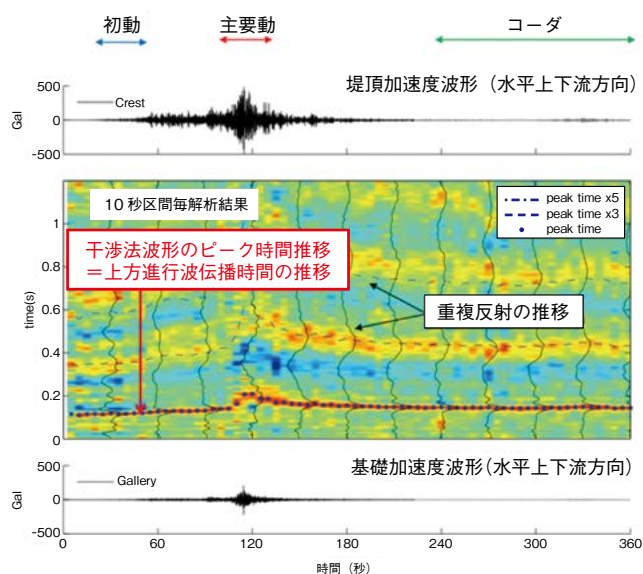 初動
主要動
コーダ
堤頂加速度波形（水平上下流方向）
500
0
-500
Gal
Crest
10 秒区間毎解析結果
peak time x5
peak time x3
peak time
干渉法波形のピーク時間推移
＝上方進行波伝播時間の推移
重複反射の推移
1
0.8
0.6
0.4
0.2
0
time(s)
基礎加速度波形(水平上下流方向)
500
0
-500
Gal
Gallery
0 60 120 180 240 300 360
時間（秒）